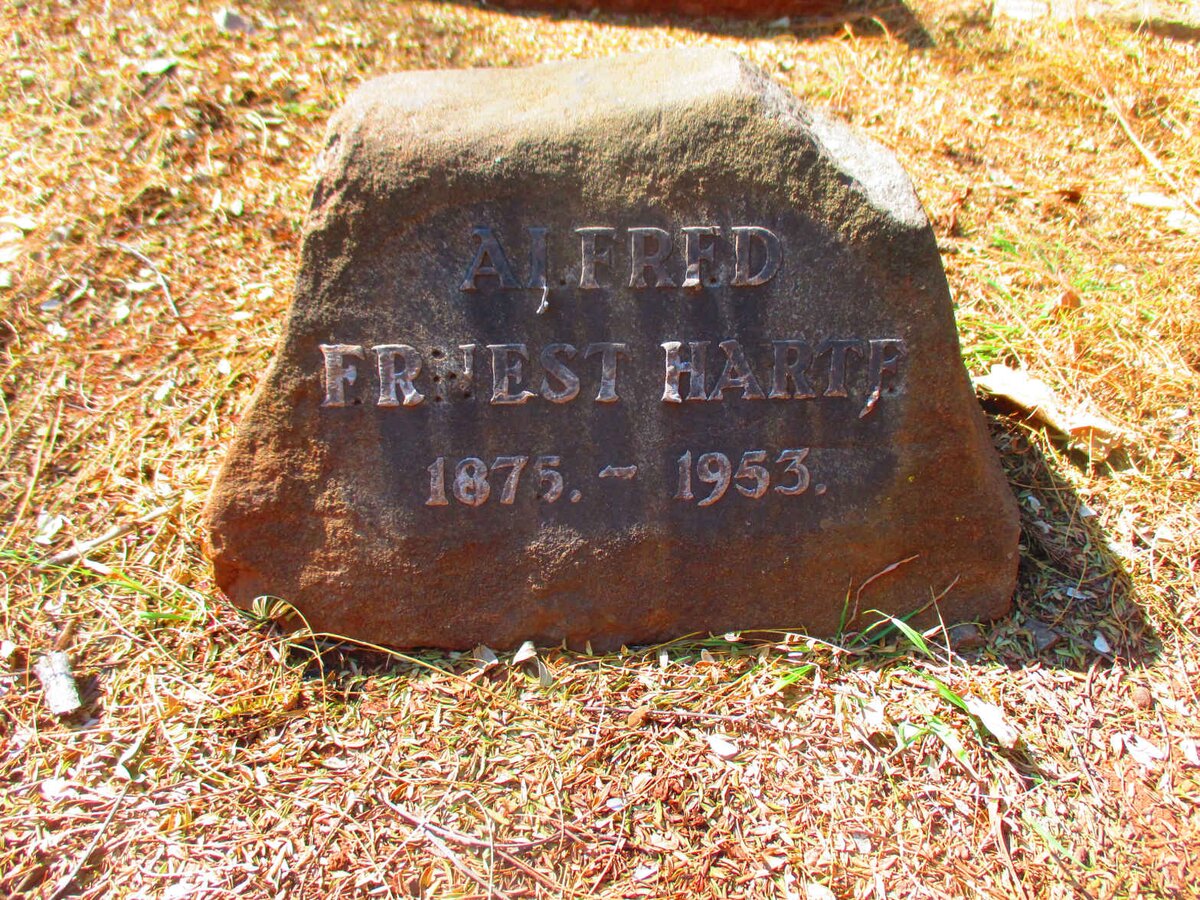 ALFRED
ERNEST HARTE
1875. - 1953.